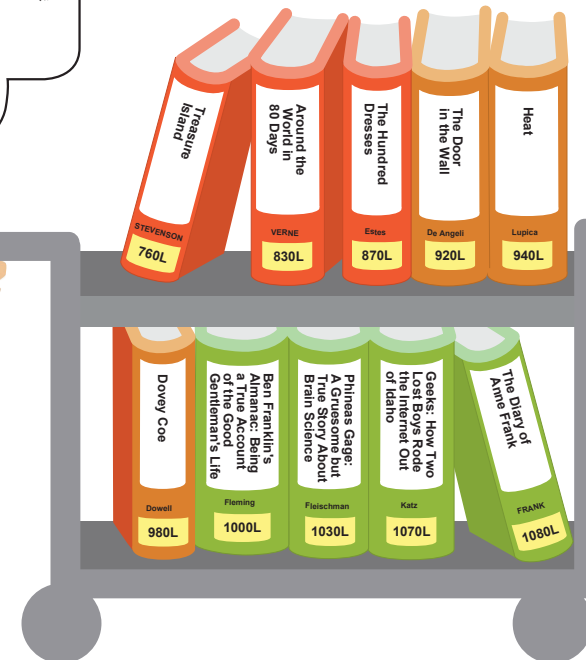 Treasure
Island
STEVENSON
760L
Around the
World in
80 Days
VERNE
830L
The Hundred
Dresses
Estes
870L
The Door
in the Wall
De Angeli
920L
Heat
Lupica
940L
Dovey Coe
Dowell
980L
Ben Franklin's
Almanac: Being
a True Account
of the Good
Gentleman's Life
Fleming
1000L
Phineas Gage:
A Gruesome but
True Story About
Brain Science
Fleischman
1030L
Geeks: How Two
Lost Boys Rode
the Internet Out
of Idaho
Katz
1070L
The Diary of
Anne Frank
FRANK
1080L